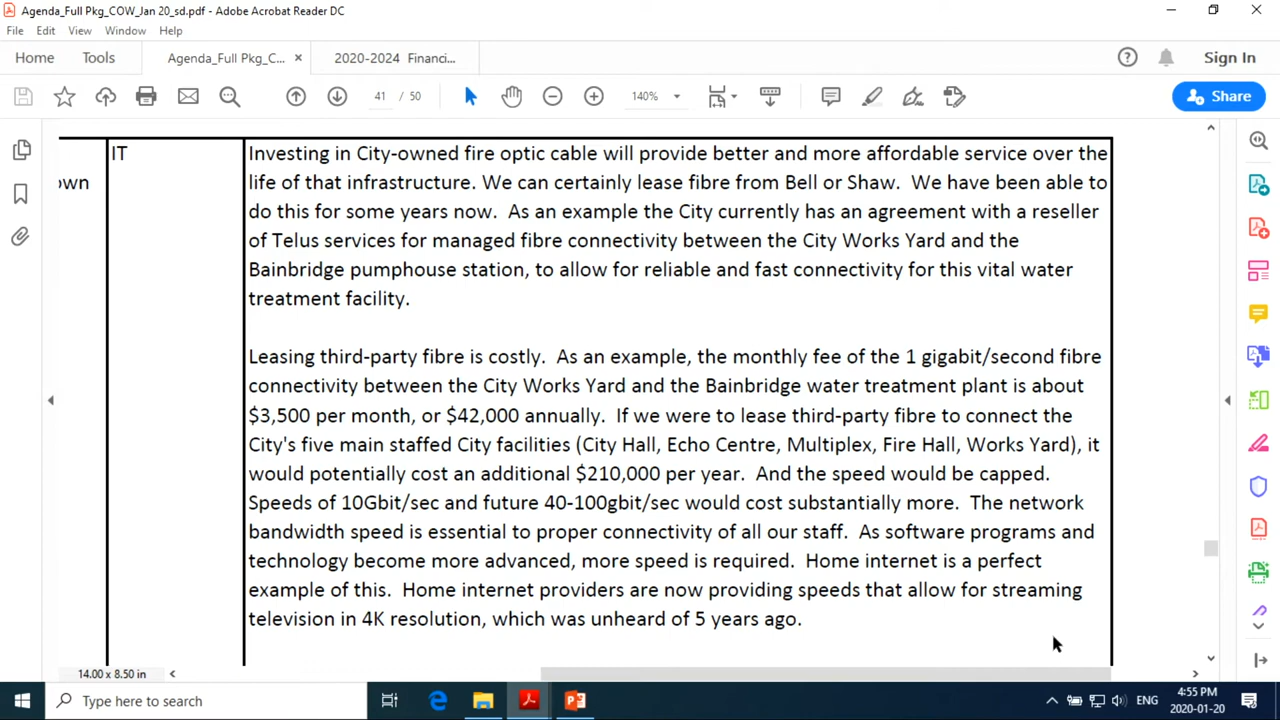 Agenda_Full Pkg_COW_Jan 20_sd.pdf - Adobe Acrobat Reader DC
File Edit View Window Help
Home Tools Agenda_Full Pkg_C... × 2020-2024 Financi... Sign In
41 / 50 140% Share
IT
own
Investing in City-owned fire optic cable will provide better and more affordable service over the
life of that infrastructure. We can certainly lease fibre from Bell or Shaw. We have been able to
do this for some years now. As an example the City currently has an agreement with a reseller
of Telus services for managed fibre connectivity between the City Works Yard and the
Bainbridge pumphouse station, to allow for reliable and fast connectivity for this vital water
treatment facility.
Leasing third-party fibre is costly. As an example, the monthly fee of the 1 gigabit/second fibre
connectivity between the City Works Yard and the Bainbridge water treatment plant is about
$3,500 per month, or $42,000 annually. If we were to lease third-party fibre to connect the
City's five main staffed City facilities (City Hall, Echo Centre, Multiplex, Fire Hall, Works Yard), it
would potentially cost an additional $210,000 per year. And the speed would be capped.
Speeds of 10Gbit/sec and future 40-100gbit/sec would cost substantially more. The network
bandwidth speed is essential to proper connectivity of all our staff. As software programs and
technology become more advanced, more speed is required. Home internet is a perfect
example of this. Home internet providers are now providing speeds that allow for streaming
television in 4K resolution, which was unheard of 5 years ago.
14.00 x 8.50 in
Type here to search
ENG
4:55 PM
2020-01-20